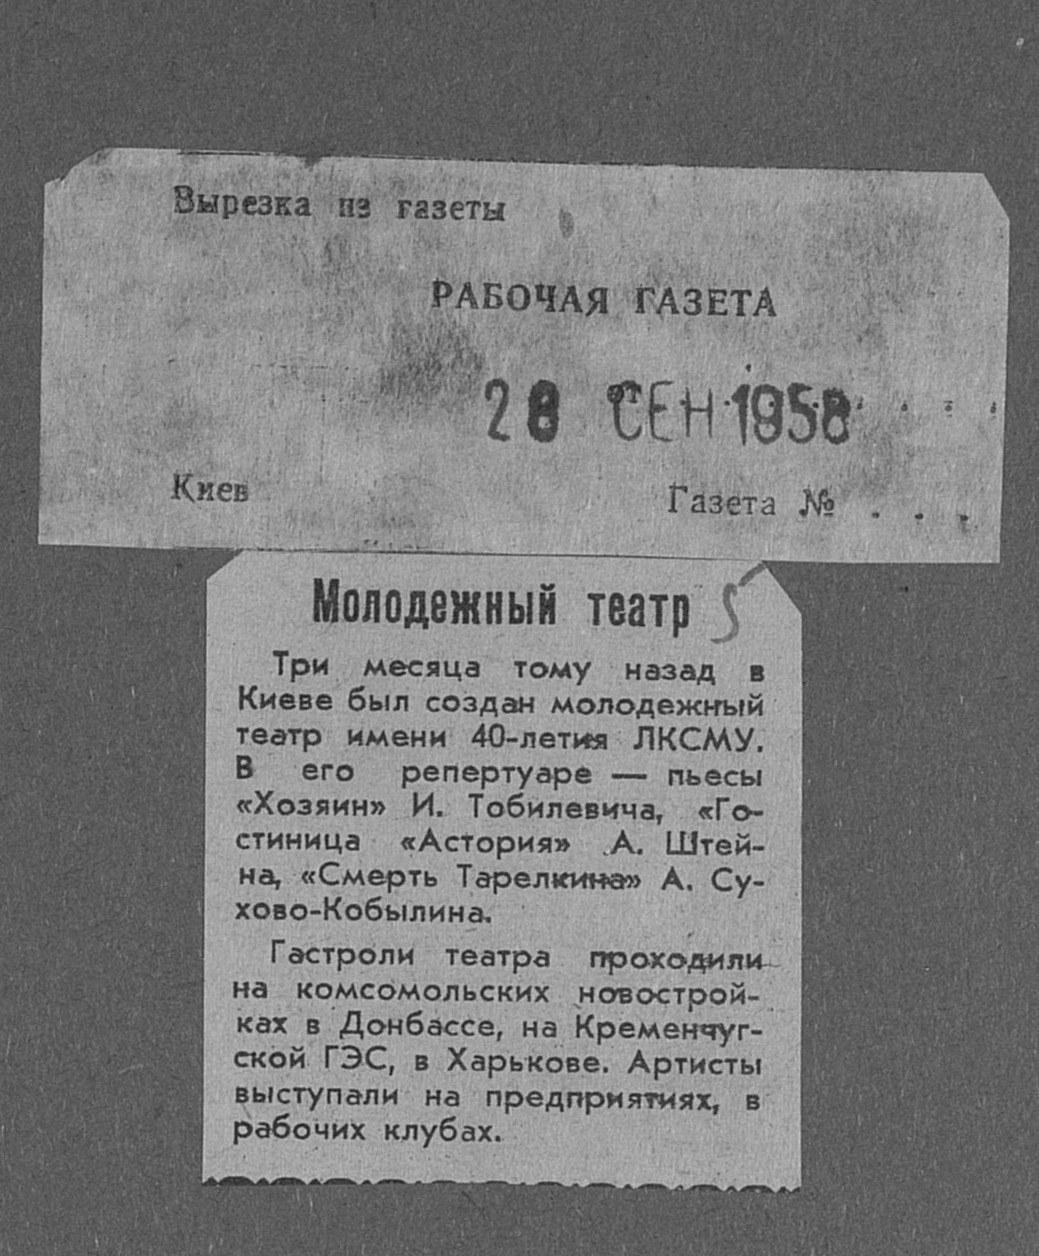 Вырезка из газеты
РАБОЧАЯ ГАЗЕТА
от
28 СЕН 1958
Киев
Газета № . . .
Молодежный театр
5
Три месяца тому назад в
Киеве был создан молодежный
театр имени 40-летия ЛКСМУ.
В его репертуаре — пьесы
«Хозяин» И. Тобилевича, «Го-
стиница «Астория» А. Штей-
на, «Смерть Тарелкина» А. Су-
хово-Кобылина.
Гастроли театра проходили
на комсомольских новострой-
ках в Донбассе, на Кременчуг-
ской ГЭС, в Харькове. Артисты
выступали на предприятиях, в
рабочих клубах.